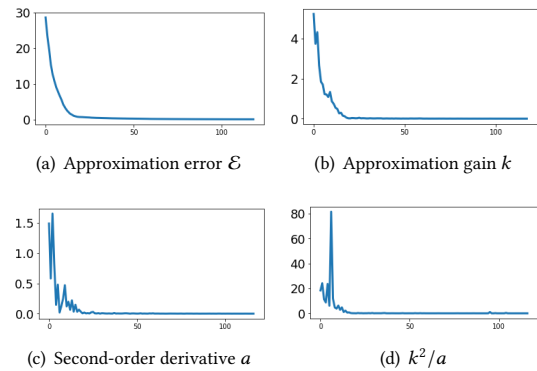 30
20
10
0
0 50 100
(a) Approximation error ℰ
4
2
0
0 50 100
(b) Approximation gain k
1.5
1.0
0.5
0.0
0 50 100
(c) Second-order derivative a
80
60
40
20
0
0 50 100
(d) k²/a